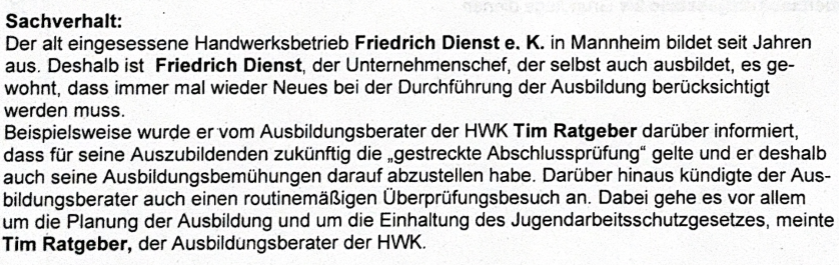 Sachverhalt:
Der alt eingesessene Handwerksbetrieb Friedrich Dienst e. K. in Mannheim bildet seit Jahren
aus. Deshalb ist Friedrich Dienst, der Unternehmenschef, der selbst auch ausbildet, es ge-
wohnt, dass immer mal wieder Neues bei der Durchführung der Ausbildung berücksichtigt
werden muss.
Beispielsweise wurde er vom Ausbildungsberater der HWK Tim Ratgeber darüber informiert,
dass für seine Auszubildenden zukünftig die „gestreckte Abschlussprüfung“ gelte und er deshalb
auch seine Ausbildungsbemühungen darauf abzustellen habe. Darüber hinaus kündigte der Aus-
bildungsberater auch einen routinemäßigen Überprüfungsbesuch an. Dabei gehe es vor allem
um die Planung der Ausbildung und um die Einhaltung des Jugendarbeitsschutzgesetzes, meinte
Tim Ratgeber, der Ausbildungsberater der HWK.